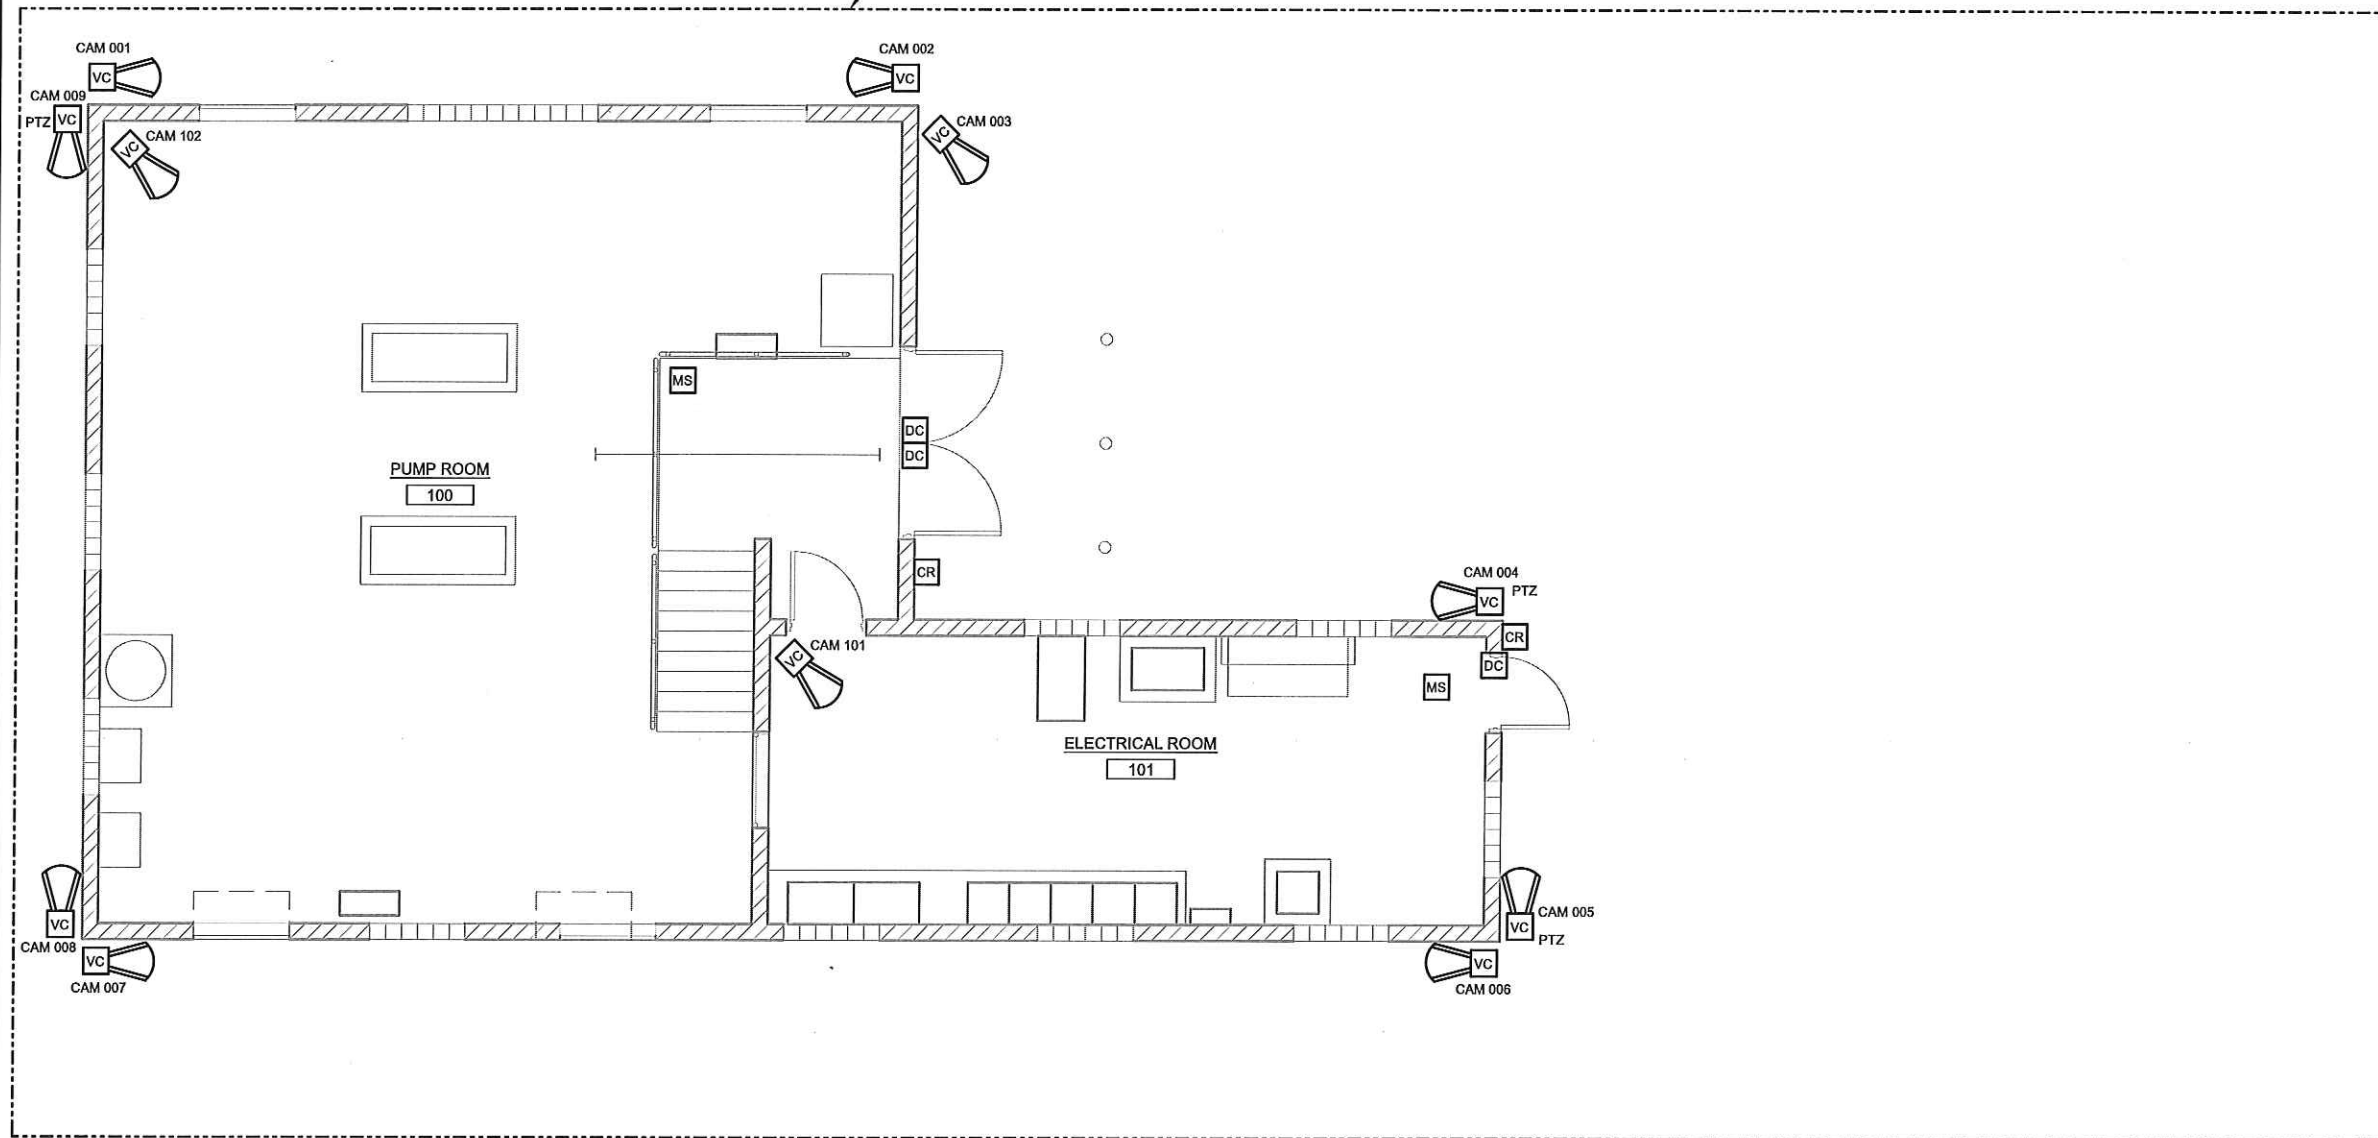 CAM 001
VC
CAM 002
VC
CAM 009
PTZ VC
VC CAM 102
VC CAM 003
MS
DC
DC
PUMP ROOM
100
CR
CAM 004
VC PTZ
CR
DC
MS
VC CAM 101
ELECTRICAL ROOM
101
VC
CAM 008
VC
CAM 007
CAM 005
VC
PTZ
VC
CAM 006